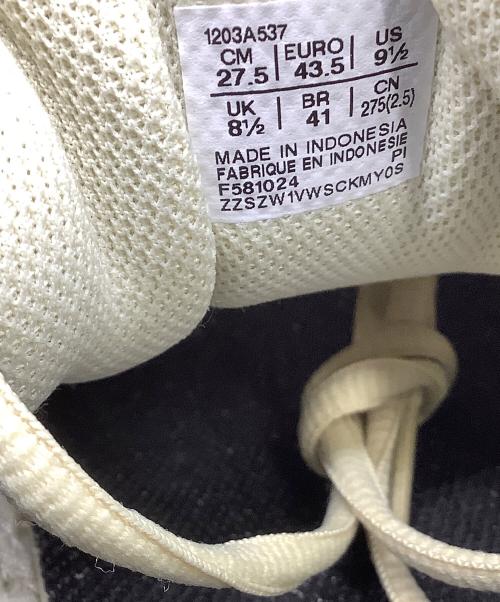 1203A537
CM | EURO | US
27.5 | 43.5 | 9½
UK | BR | CN
8½ | 41 | 275(2.5)
MADE IN INDONESIA
FABRIQUE EN INDONESIE
F581024 PI
ZZSZW1VWSCKMY0S